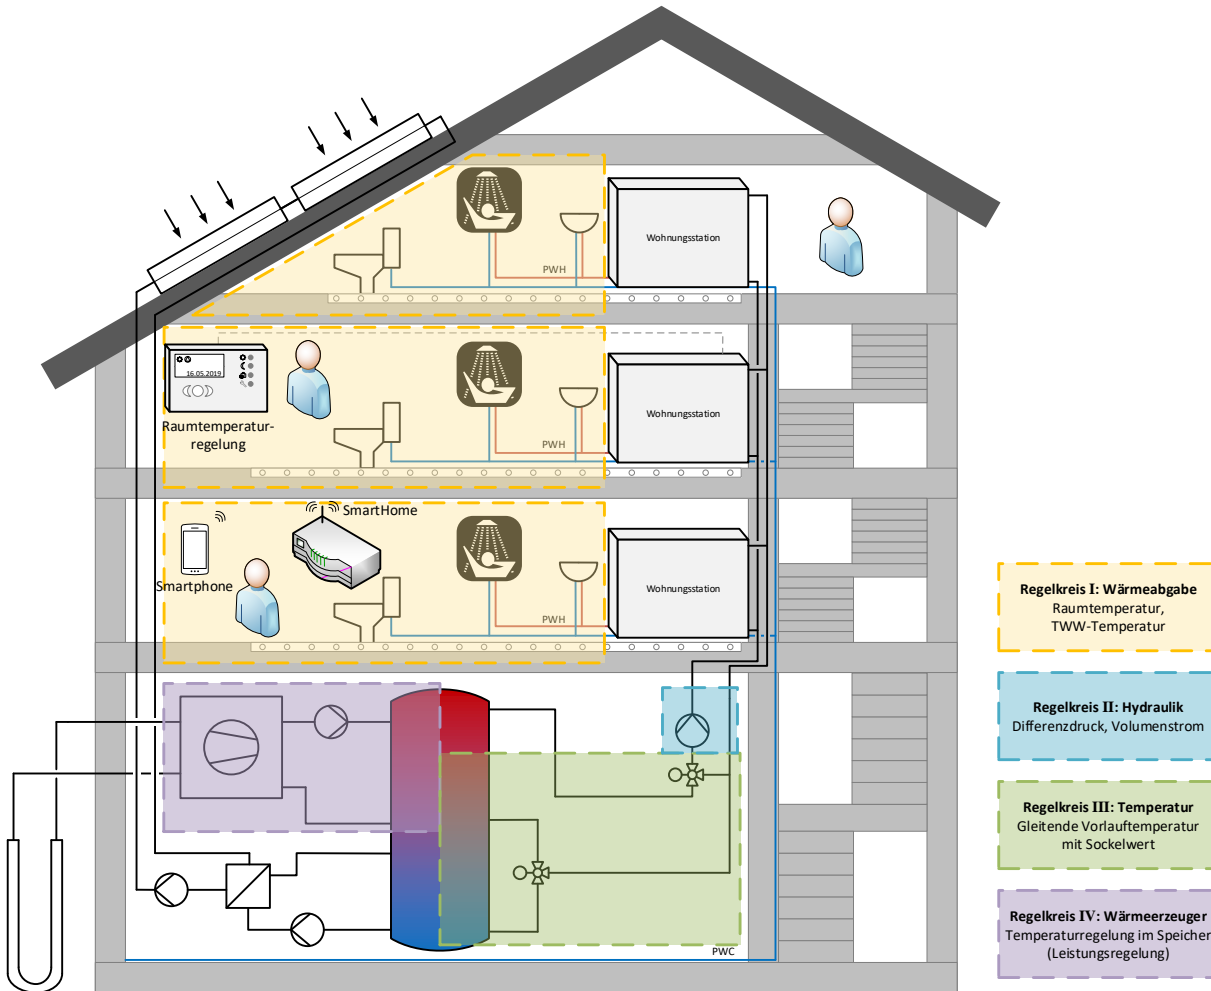 PWH
Wohnungsstation
16.05.2019
Raumtemperatur-
regelung
PWH
Wohnungsstation
SmartHome
Smartphone
PWH
Wohnungsstation
PWC
Regelkreis I: Wärmeabgabe
Raumtemperatur,
TWW-Temperatur
Regelkreis II: Hydraulik
Differenzdruck, Volumenstrom
Regelkreis III: Temperatur
Gleitende Vorlauftemperatur
mit Sockelwert
Regelkreis IV: Wärmeerzeuger
Temperaturregelung im Speicher
(Leistungsregelung)